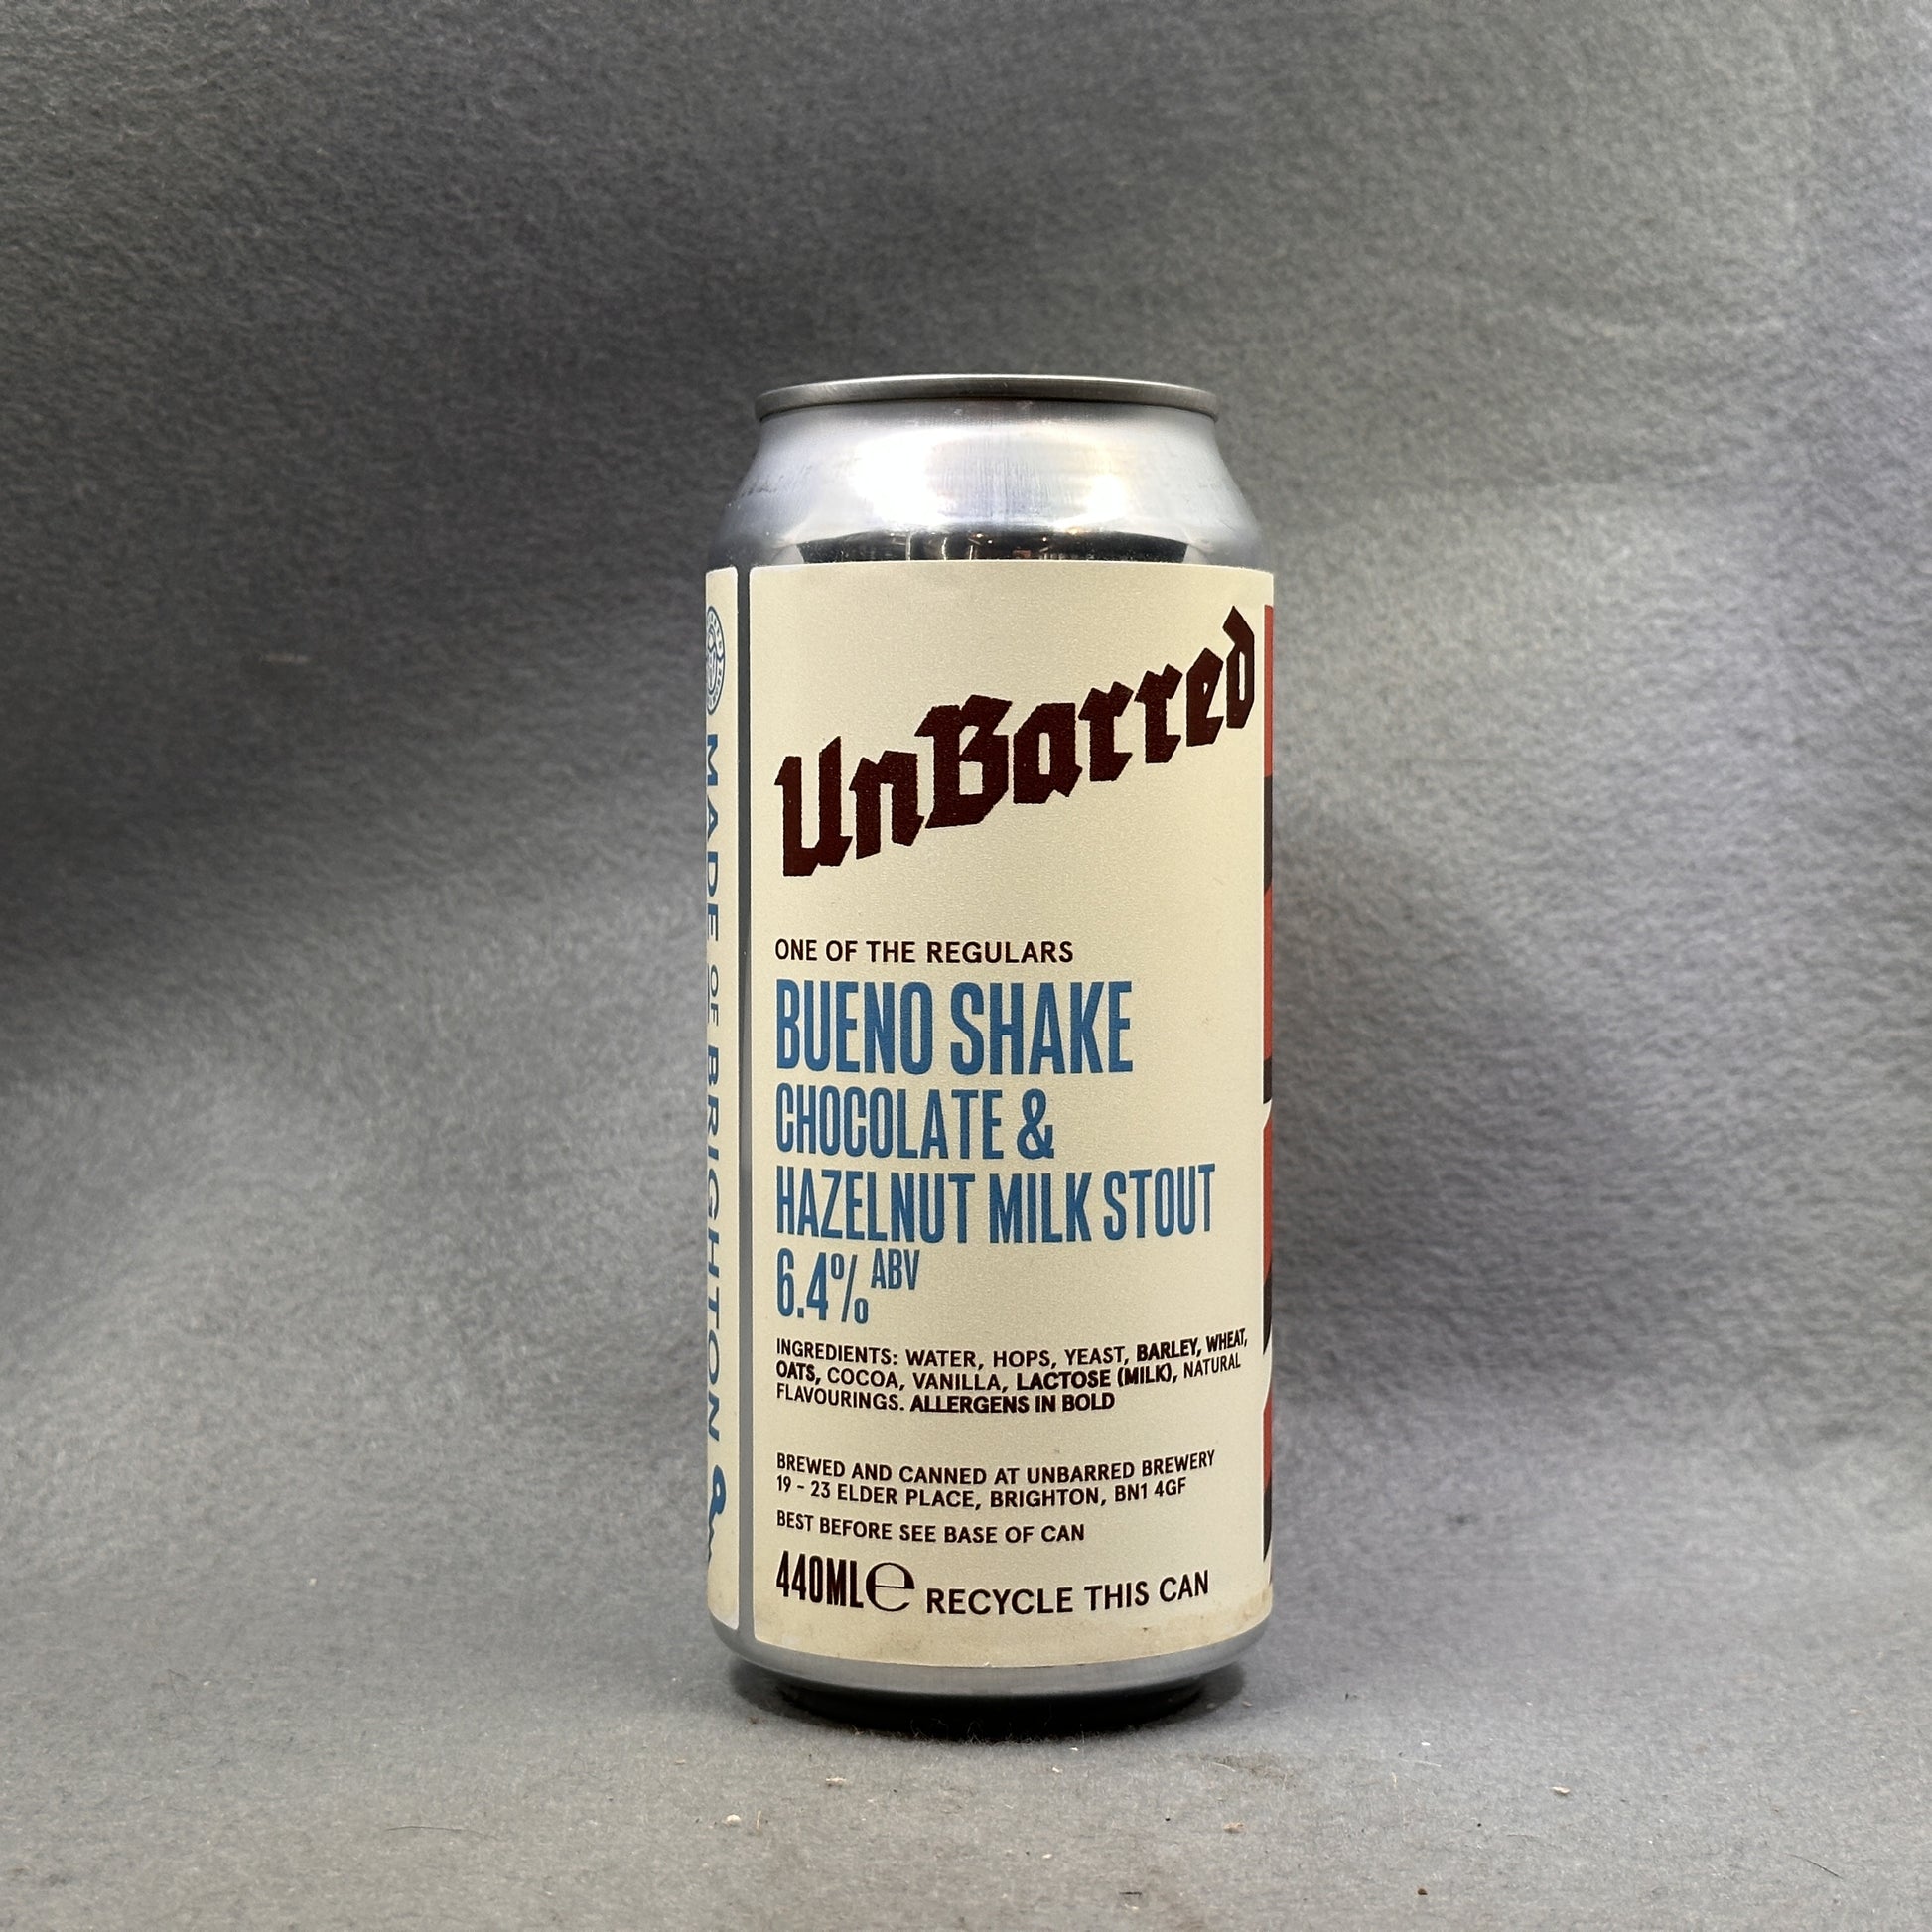 UnBarred
ONE OF THE REGULARS
BUENO SHAKE
CHOCOLATE &
HAZELNUT MILK STOUT
6.4% ABV
INGREDIENTS: WATER, HOPS, YEAST, BARLEY, WHEAT,
OATS, COCOA, VANILLA, LACTOSE (MILK), NATURAL
FLAVOURINGS. ALLERGENS IN BOLD
BREWED AND CANNED AT UNBARRED BREWERY
19 - 23 ELDER PLACE, BRIGHTON, BN1 4GF
BEST BEFORE SEE BASE OF CAN
440ML℮ RECYCLE THIS CAN
MADE OF BRIGHTON